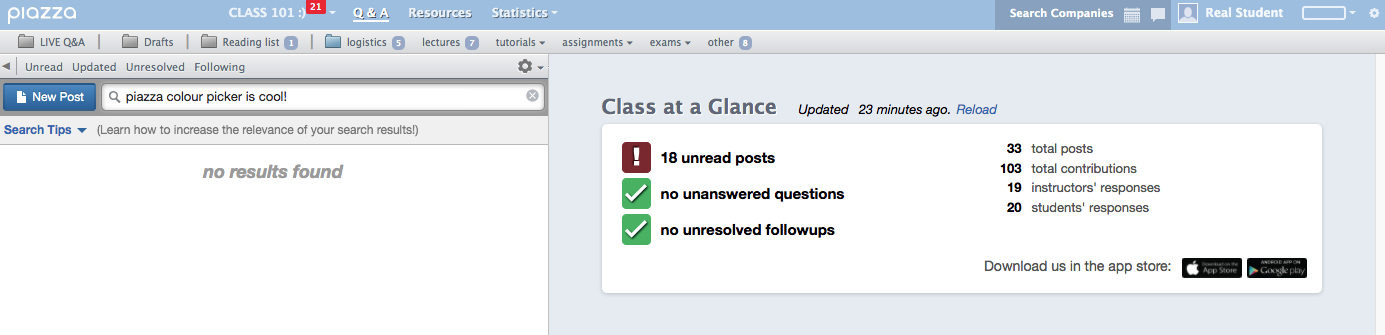 piazza CLASS 101 :) 21 Q & A Resources Statistics Search Companies Real Student
LIVE Q&A Drafts Reading list 1 logistics 5 lectures 7 tutorials assignments exams other 8
Unread Updated Unresolved Following
New Post piazza colour picker is cool!
Search Tips (Learn how to increase the relevance of your search results!)
no results found
Class at a Glance Updated 23 minutes ago. Reload
! 18 unread posts
no unanswered questions
no unresolved followups
33 total posts
103 total contributions
19 instructors' responses
20 students' responses
Download us in the app store: Download on the App Store ANDROID APP ON Google play